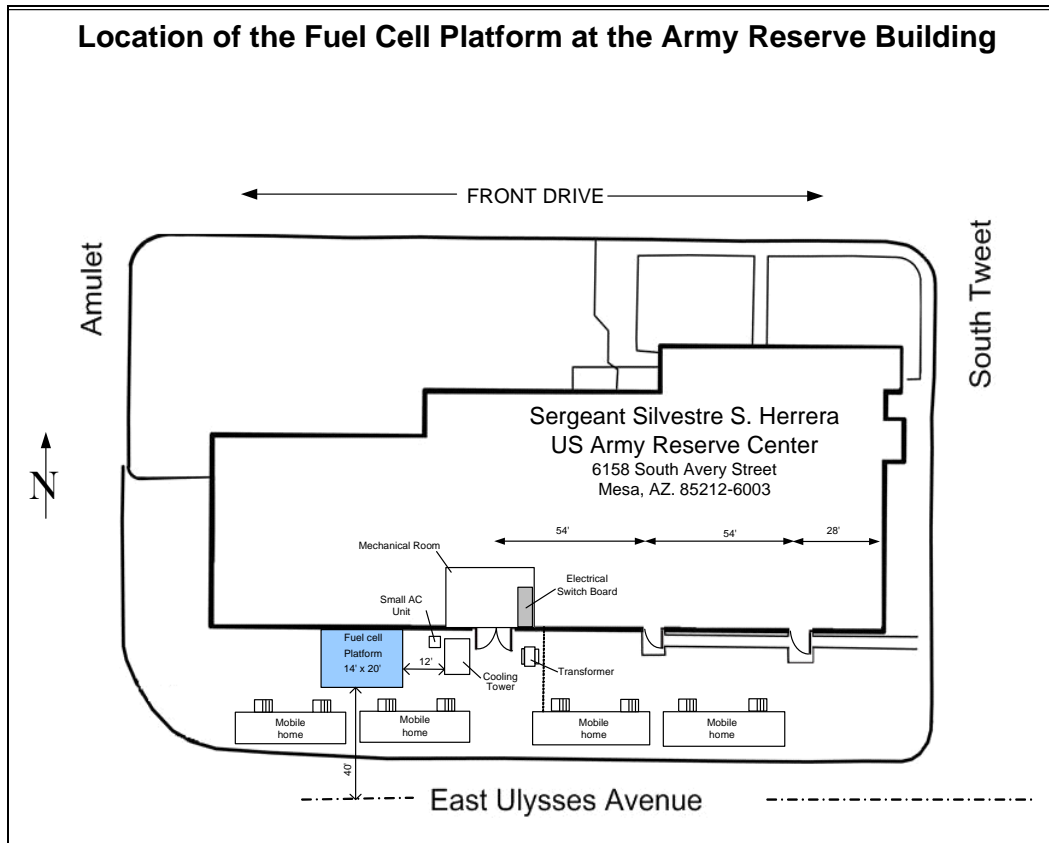 Location of the Fuel Cell Platform at the Army Reserve Building
FRONT DRIVE
Amulet
South Tweet
N
Sergeant Silvestre S. Herrera
US Army Reserve Center
6158 South Avery Street
Mesa, AZ. 85212-6003
54'
54'
28'
Mechanical Room
Electrical
Switch Board
Small AC
Unit
Fuel cell
Platform
14' x 20'
12'
Cooling
Tower
Transformer
Mobile
home
Mobile
home
Mobile
home
Mobile
home
40'
East Ulysses Avenue